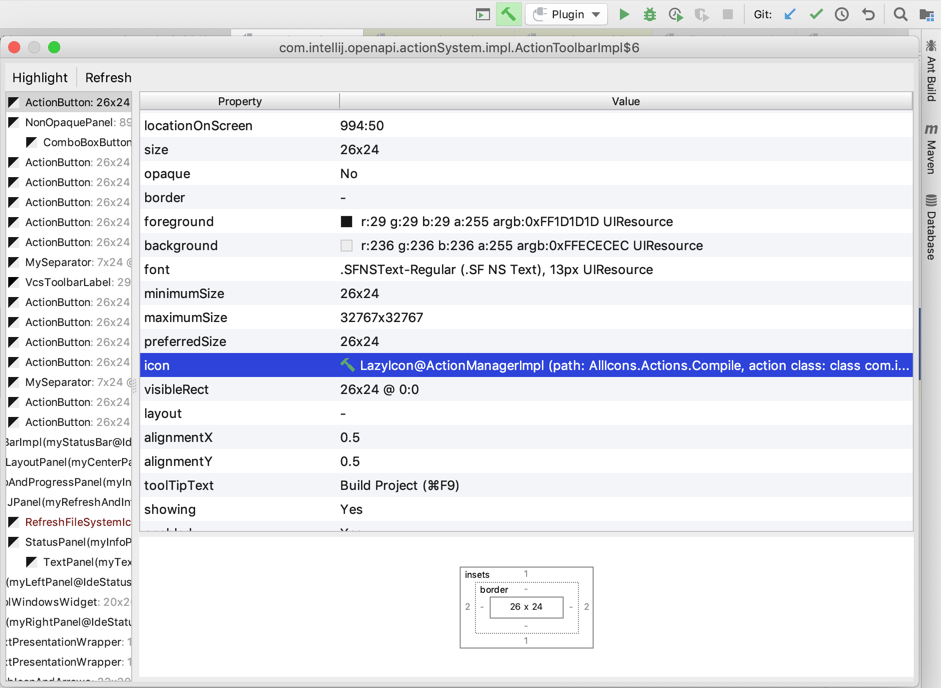 Plugin
Git:
com.intellij.openapi.actionSystem.impl.ActionToolbarImpl$6
Highlight
Refresh
ActionButton: 26x24
NonOpaquePanel: 89
ComboBoxButton
ActionButton: 26x24
ActionButton: 26x24
ActionButton: 26x24
ActionButton: 26x24
ActionButton: 26x24
MySeparator: 7x24 @
VcsToolbarLabel: 29
ActionButton: 26x24
ActionButton: 26x24
ActionButton: 26x24
ActionButton: 26x24
MySeparator: 7x24 @
ActionButton: 26x24
ActionButton: 26x24
BarImpl(myStatusBar@Id
LayoutPanel(myCenterPa
oAndProgressPanel(myIn
JPanel(myRefreshAndIn
RefreshFileSystemIc
StatusPanel(myInfoP
TextPanel(myTex
(myLeftPanel@IdeStatus
olWindowsWidget: 20x2
(myRightPanel@IdeStatu
xtPresentationWrapper: 1
xtPresentationWrapper: 1
Property Value
locationOnScreen 994:50
size 26x24
opaque No
border -
foreground r:29 g:29 b:29 a:255 argb:0xFF1D1D1D UIResource
background r:236 g:236 b:236 a:255 argb:0xFFECECEC UIResource
font .SFNSText-Regular (.SF NS Text), 13px UIResource
minimumSize 26x24
maximumSize 32767x32767
preferredSize 26x24
icon LazyIcon@ActionManagerImpl (path: AllIcons.Actions.Compile, action class: class com.i...
visibleRect 26x24 @ 0:0
layout -
alignmentX 0.5
alignmentY 0.5
toolTipText Build Project (⌘F9)
showing Yes
insets 1
border -
2 - 26 x 24 - 2
-
1
Ant Build
m Maven
Database